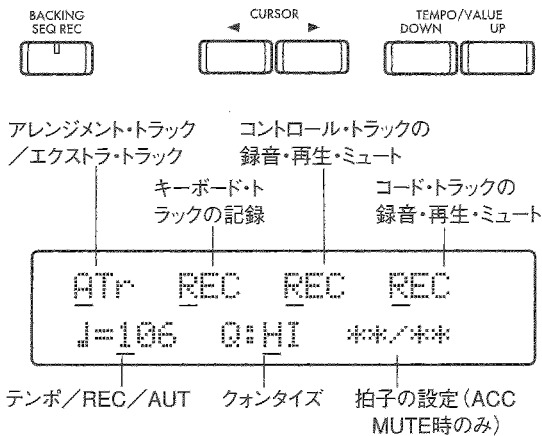 BACKING
SEQ REC
CURSOR
◀ ▶
TEMPO/VALUE
DOWN UP
アレンジメント・トラック
／エクストラ・トラック
コントロール・トラックの
録音・再生・ミュート
キーボード・ト
ラックの記録
コード・トラックの
録音・再生・ミュート
ATr REC REC REC
♩=106 Q:HI **/**
テンポ／REC／AUT
クォンタイズ
拍子の設定（ACC
MUTE時のみ）